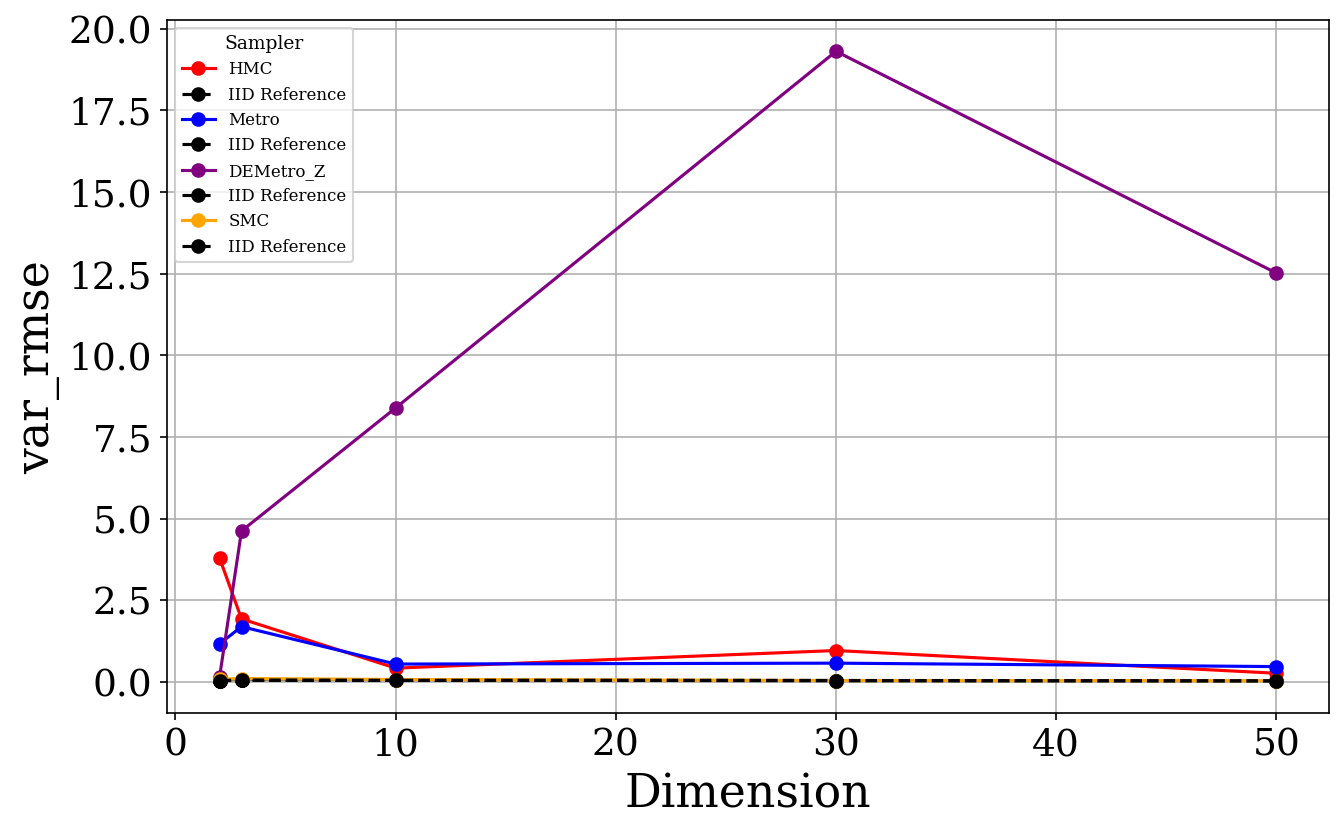 Sampler
HMC
IID Reference
Metro
IID Reference
DEMetro_Z
IID Reference
SMC
IID Reference
var_rmse
20.0
17.5
15.0
12.5
10.0
7.5
5.0
2.5
0.0
0 10 20 30 40 50
Dimension